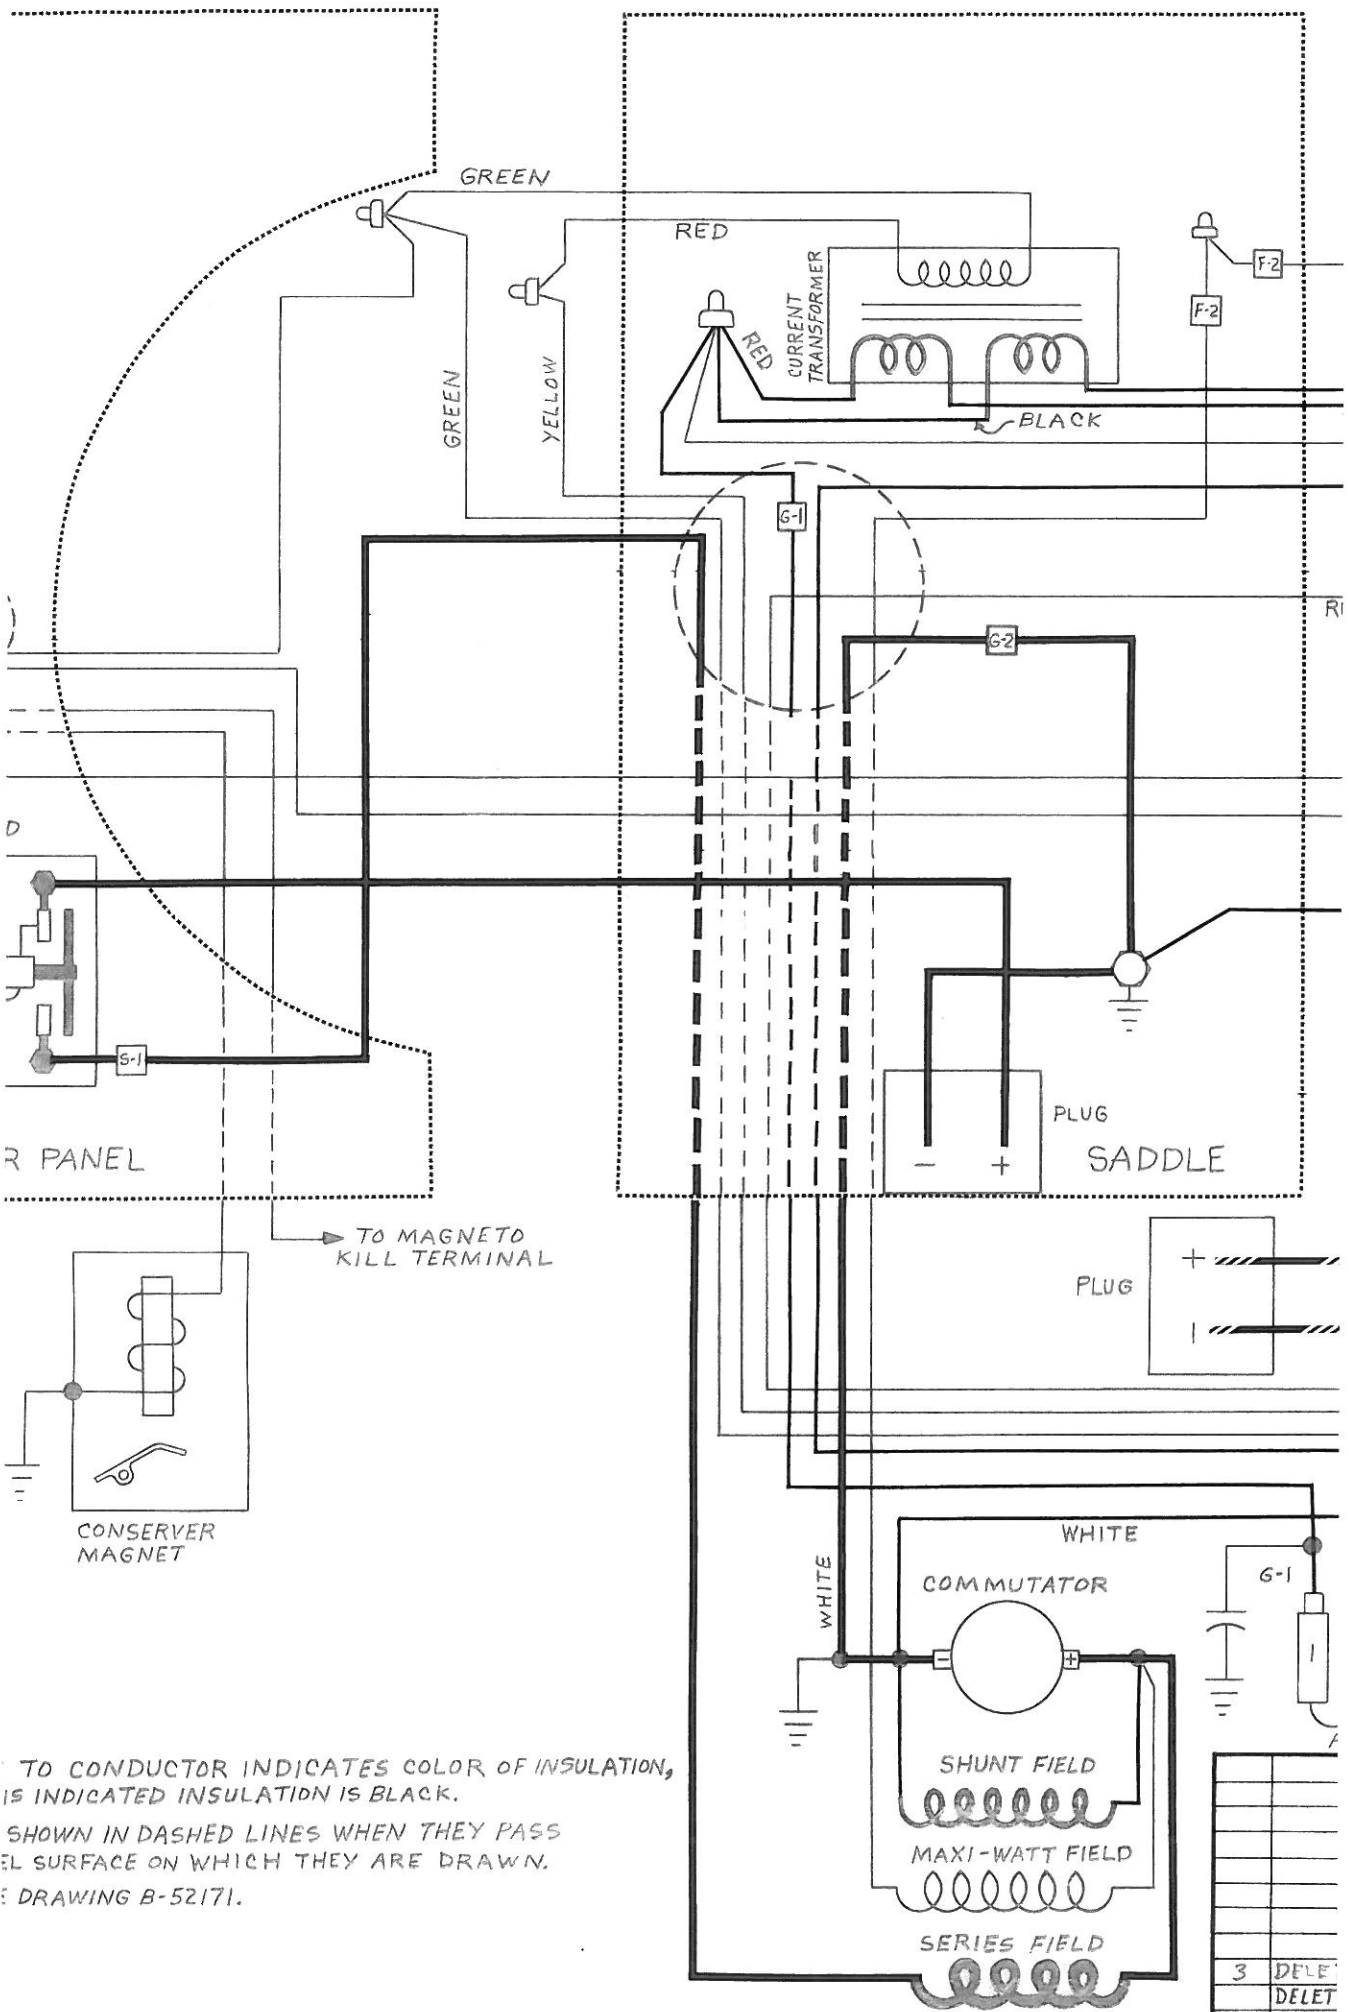 GREEN
RED
CURRENT
TRANSFORMER
F-2
F-2
RED
GREEN
YELLOW
BLACK
G-1
G-2
S-1
PLUG
- +
PANEL
SADDLE
TO MAGNETO
KILL TERMINAL
PLUG
+
-
CONSERVER
MAGNET
WHITE
WHITE
COMMUTATOR
G-1
- +
1
SHUNT FIELD
MAXI-WATT FIELD
SERIES FIELD
TO CONDUCTOR INDICATES COLOR OF INSULATION,
IS INDICATED INSULATION IS BLACK.
SHOWN IN DASHED LINES WHEN THEY PASS
SURFACE ON WHICH THEY ARE DRAWN.
DRAWING B-52171.
3 DELE
DELET